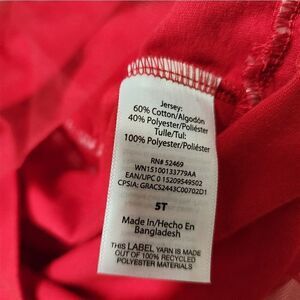 Jersey:
60% Cotton/Algodón
40% Polyester/Poliéster
Tulle/Tul:
100% Polyester/Poliéster
RN# 52469
WN15100133779AA
EAN/UPC 0 15209549502
CPSIA: GRACS2443C00702D1
5T
Made In/Hecho En
Bangladesh
THIS LABEL YARN IS MADE
OUT OF 100% RECYCLED
POLYESTER MATERIALS